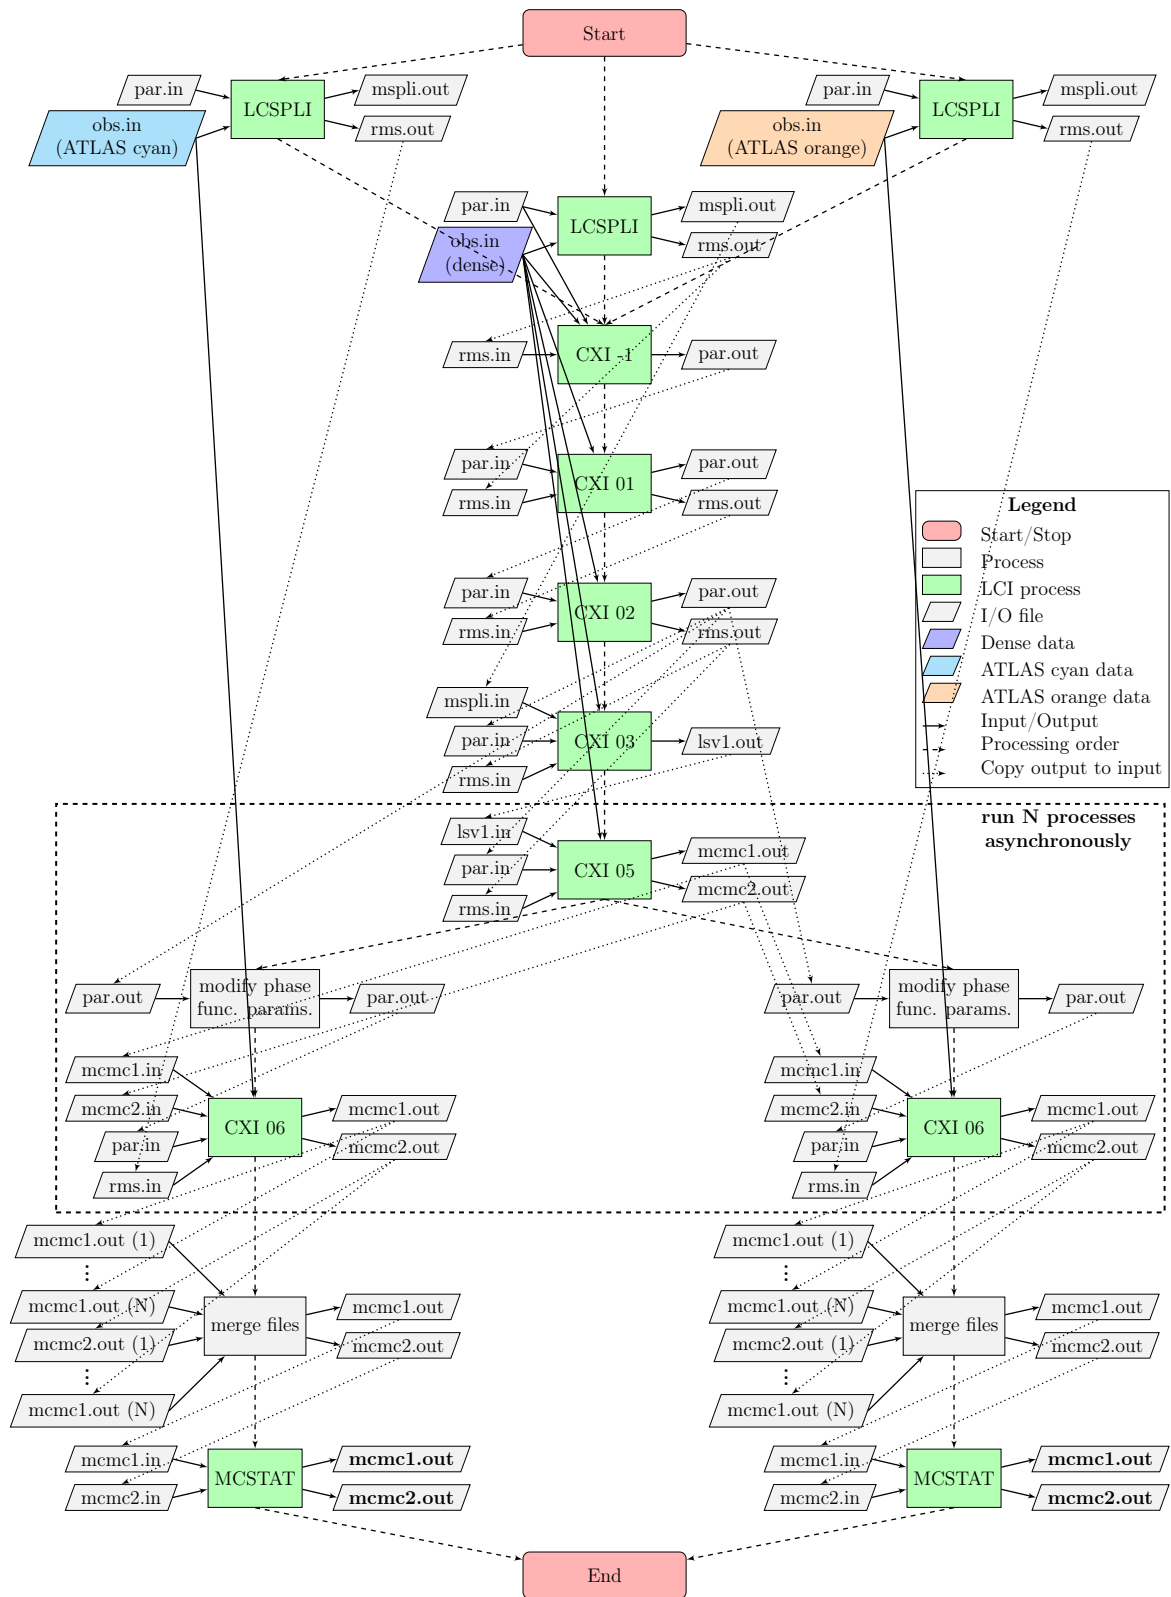 Start
par.in
LCSPLI
mspli.out
obs.in
(ATLAS cyan)
rms.out
par.in
LCSPLI
mspli.out
obs.in
(ATLAS orange)
rms.out
par.in
LCSPLI
mspli.out
obs.in
(dense)
rms.out
rms.in
CXI -1
par.out
par.in
CXI 01
par.out
rms.in
rms.out
Legend
Start/Stop
Process
LCI process
I/O file
Dense data
ATLAS cyan data
ATLAS orange data
Input/Output
Processing order
Copy output to input
par.in
CXI 02
par.out
rms.in
rms.out
mspli.in
par.in
CXI 03
lsv1.out
rms.in
run N processes
asynchronously
lsv1.in
par.in
CXI 05
mcmc1.out
rms.in
mcmc2.out
par.out
modify phase
func. params.
par.out
par.out
modify phase
func. params.
par.out
mcmc1.in
mcmc2.in
par.in
rms.in
CXI 06
mcmc1.out
mcmc2.out
mcmc1.in
mcmc2.in
par.in
rms.in
CXI 06
mcmc1.out
mcmc2.out
mcmc1.out (1)
⋮
mcmc1.out (N)
mcmc2.out (1)
⋮
mcmc1.out (N)
merge files
mcmc1.out
mcmc2.out
mcmc1.out (1)
⋮
mcmc1.out (N)
mcmc2.out (1)
⋮
mcmc1.out (N)
merge files
mcmc1.out
mcmc2.out
mcmc1.in
mcmc2.in
MCSTAT
mcmc1.out
mcmc2.out
mcmc1.in
mcmc2.in
MCSTAT
mcmc1.out
mcmc2.out
End